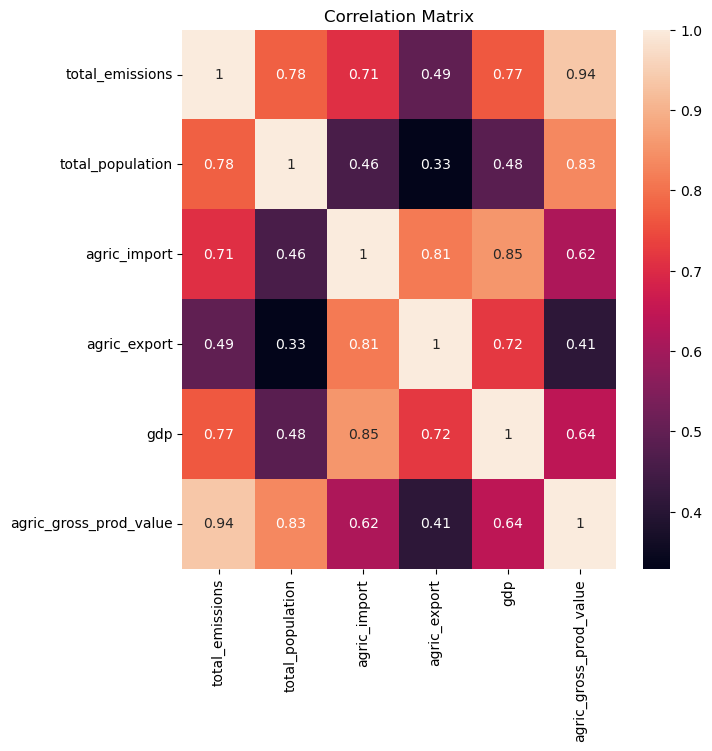 Correlation Matrix
total_emissions 1 0.78 0.71 0.49 0.77 0.94
total_population 0.78 1 0.46 0.33 0.48 0.83
agric_import 0.71 0.46 1 0.81 0.85 0.62
agric_export 0.49 0.33 0.81 1 0.72 0.41
gdp 0.77 0.48 0.85 0.72 1 0.64
agric_gross_prod_value 0.94 0.83 0.62 0.41 0.64 1
total_emissions
total_population
agric_import
agric_export
gdp
agric_gross_prod_value
1.0
0.9
0.8
0.7
0.6
0.5
0.4